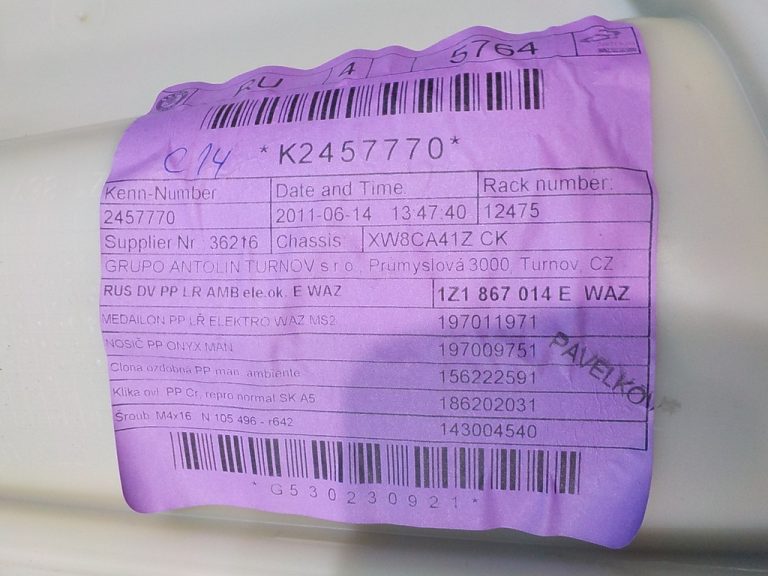 RU 4 5764
C14 *K2457770*
Kenn-Number Date and Time. Rack number:
2457770 2011-06-14 13:47:40 12475
Supplier Nr 36216 Chassis: XW8CA41Z CK
GRUPO ANTOLIN TURNOV s.r.o., Prumyslová 3000, Turnov, CZ
RUS DV PP LR AMB ele.ok. E WAZ 1Z1 867 014 E WAZ
MEDAILON PP LŘ ELEKTRO WAZ MS2 197011971
NOSIČ PP ONYX MAN 197009751
Clona ozdobná PP man. ambiente 156222591
Klika ovl. PP Cr, repro normal SK A5 186202031
Šroub M4x16 N 105 496 - r642 143004540
PAVELKOV
*G530230921*